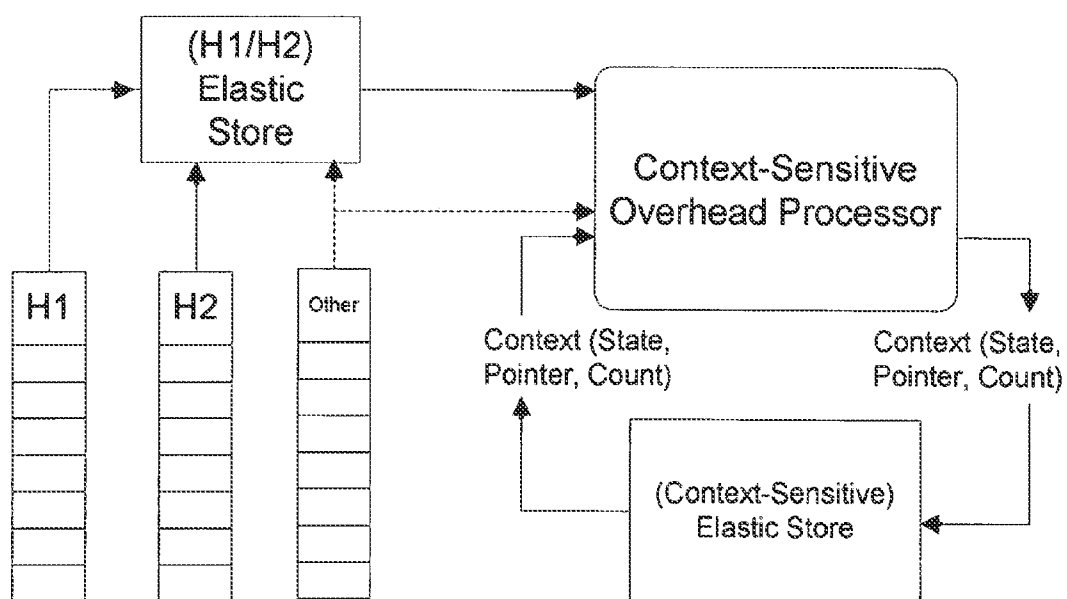 (H1/H2)
Elastic
Store
Context-Sensitive
Overhead Processor
H1
H2
Other
Context (State,
Pointer, Count)
Context (State,
Pointer, Count)
(Context-Sensitive)
Elastic Store